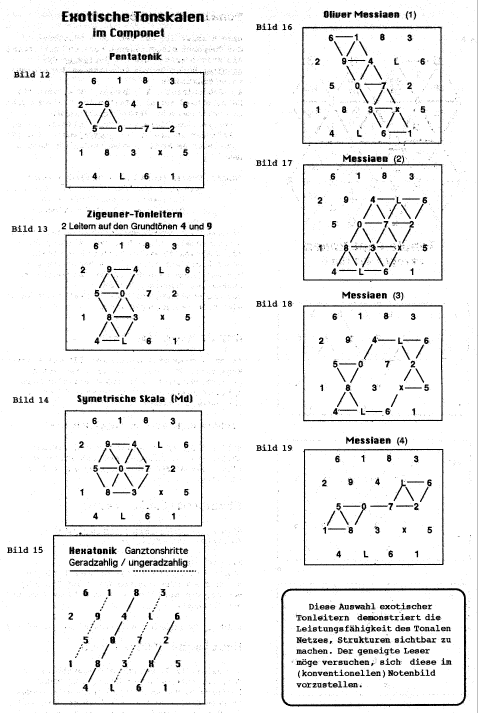 Exotische Tonskalen
im Componet
Pentatonik
Bild 12
6 1 8 3
2 9 4 L 6
5 0 7 2
1 8 3 x 5
4 L 6 1
Zigeuner-Tonleitern
Bild 13
2 Leitern auf den Grundtönen 4 und 9
6 1 8 3
2 9 4 L 6
5 0 7 2
1 8 3 x 5
4 L 6 1
Bild 14
Symetrische Skala (Md)
6 1 8 3
2 9 4 L 6
5 0 7 2
1 8 3 x 5
4 L 6 1
Bild 15
Hexatonik Ganztonshritte
Geradzahlig / ungeradzahlig
6 1 8 3
2 9 4 L 6
5 0 7 2
1 8 3 X 5
4 L 6 1
Oliver Messiaen (1)
Bild 16
6 1 8 3
2 9 4 L 6
5 0 7 2
1 8 3 x 5
4 L 6 1
Bild 17
Messiaen (2)
6 1 8 3
2 9 4 L 6
5 0 7 2
1 8 3 x 5
4 L 6 1
Messiaen (3)
Bild 18
6 1 8 3
2 9 4 L 6
5 0 7 2
1 8 3 x 5
4 L 6 1
Messiaen (4)
Bild 19
6 1 8 3
2 9 4 L 6
5 0 7 2
1 8 3 x 5
4 L 6 1
Diese Auswahl exotischer
Tonleitern demonstriert die
Leistungsfähigkeit des Tonalen
Netzes, Strukturen sichtbar zu
machen. Der geneigte Leser
möge versuchen, sich diese im
(konventionellen) Notenbild
vorzustellen.